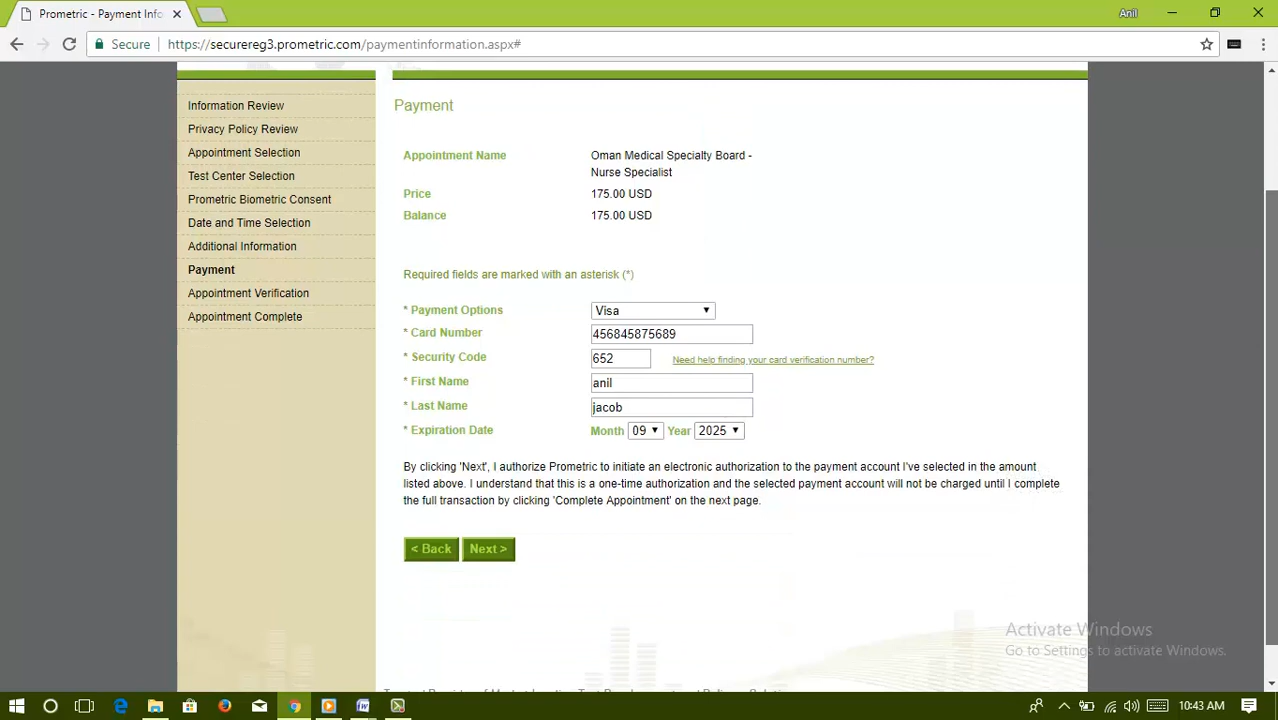 Prometric - Payment Info
Anil
Secure
https://securereg3.prometric.com/paymentinformation.aspx#
Information Review
Privacy Policy Review
Appointment Selection
Test Center Selection
Prometric Biometric Consent
Date and Time Selection
Additional Information
Payment
Appointment Verification
Appointment Complete
Payment
Appointment Name Oman Medical Specialty Board -
Nurse Specialist
Price 175.00 USD
Balance 175.00 USD
Required fields are marked with an asterisk (*)
* Payment Options Visa
* Card Number 456845875689
* Security Code 652 Need help finding your card verification number?
* First Name anil
* Last Name jacob
* Expiration Date Month 09 Year 2025
By clicking 'Next', I authorize Prometric to initiate an electronic authorization to the payment account I've selected in the amount
listed above. I understand that this is a one-time authorization and the selected payment account will not be charged until I complete
the full transaction by clicking 'Complete Appointment' on the next page.
< Back Next >
Activate Windows
Go to Settings to activate Windows.
10:43 AM